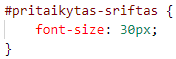 #pritaikytas-sriftas {
    font-size: 30px;
}